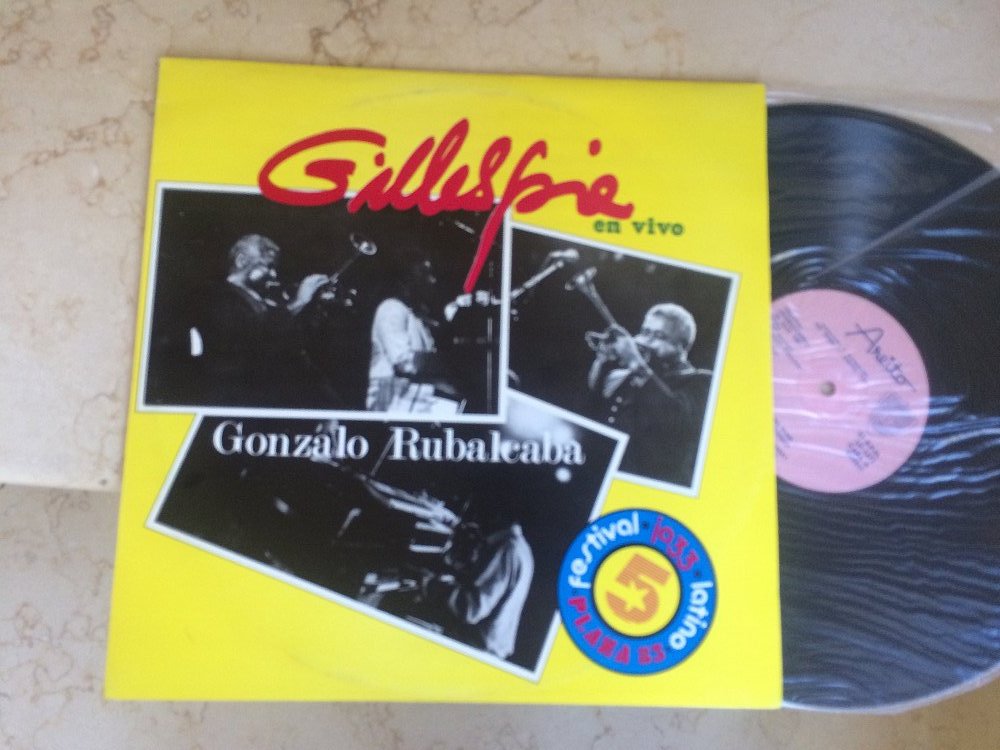 Gillespie
en vivo
Gonzalo Rubalcaba
festival • jazz • latino
PLAZA 85
5
Areito